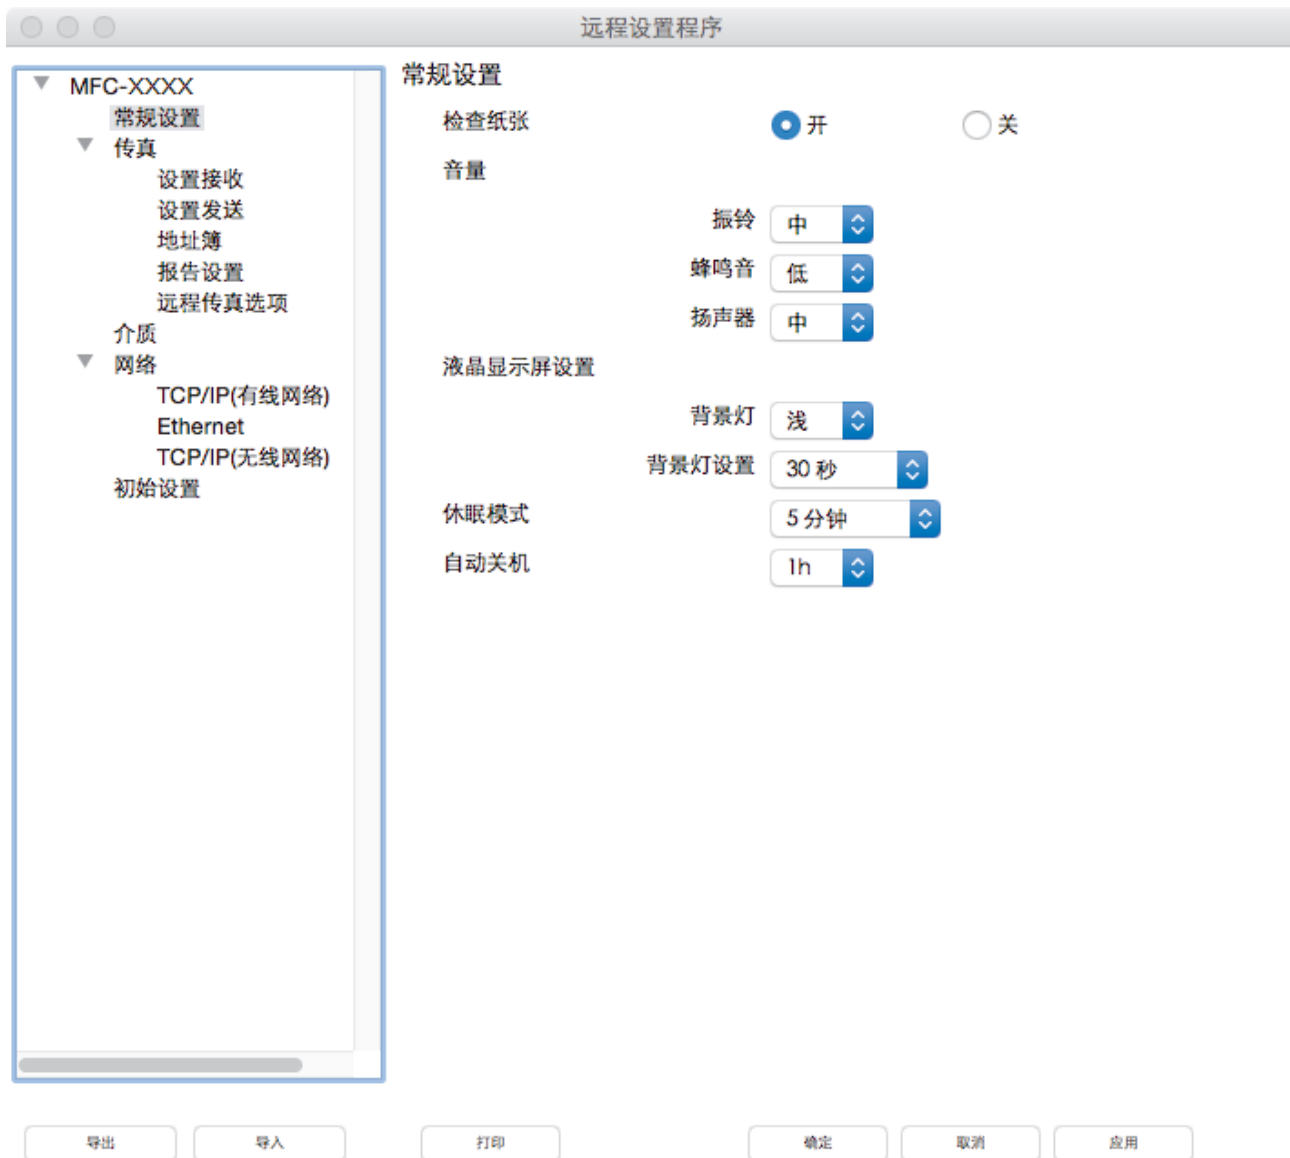 远程设置程序
MFC-XXXX
常规设置
传真
设置接收
设置发送
地址簿
报告设置
远程传真选项
介质
网络
TCP/IP(有线网络)
Ethernet
TCP/IP(无线网络)
初始设置
常规设置
检查纸张 开 关
音量
振铃 中
蜂鸣音 低
扬声器 中
液晶显示屏设置
背景灯 浅
背景灯设置 30 秒
休眠模式 5 分钟
自动关机 1h
导出 导入 打印 确定 取消 应用